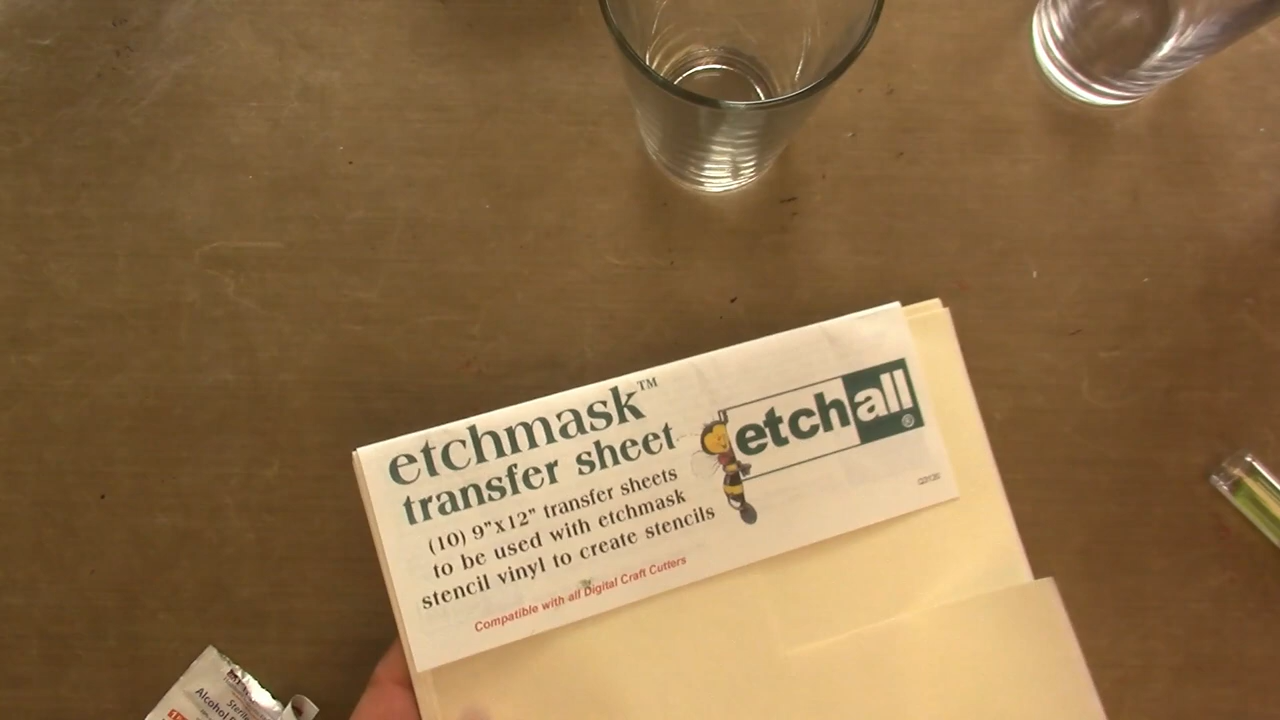 etchmask™
transfer sheet
(10) 9"x12" transfer sheets
to be used with etchmask
stencil vinyl to create stencils
Compatible with all Digital Craft Cutters
etchall®
Alcohol